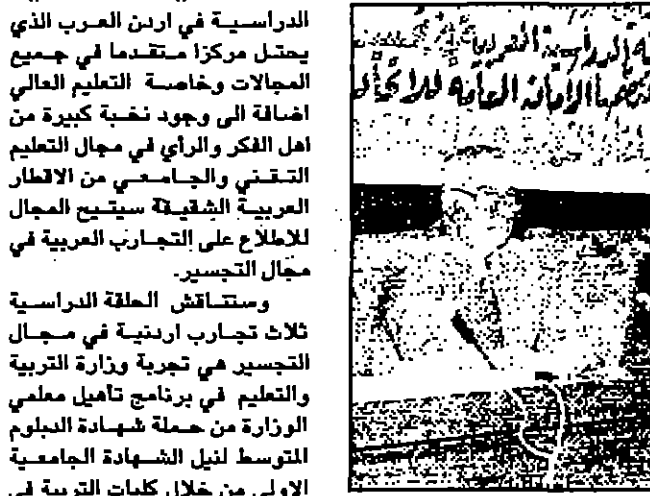 الدراسية في اردن العرب الذي
يحتل مركزا متقدما في جميع
المجالات وخاصة التعليم العالي
اضافة الى وجود نخبة كبيرة من
اهل الفكر والرأي في مجال التعليم
التقني والجامعي من الاقطار
العربية الشقيقة سيتيح المجال
للاطلاع على التجارب العربية في
مجال التجسير.
وستناقش الحلقة الدراسية
ثلاث تجارب اردنية في مجال
التجسير هي تجربة وزارة التربية
والتعليم في برنامج تأهيل معلمي
الوزارة من حملة شهادة الدبلوم
المتوسط لنيل الشهادة الجامعية
الاولى من خلال كليات التربية في
الامانة العامة